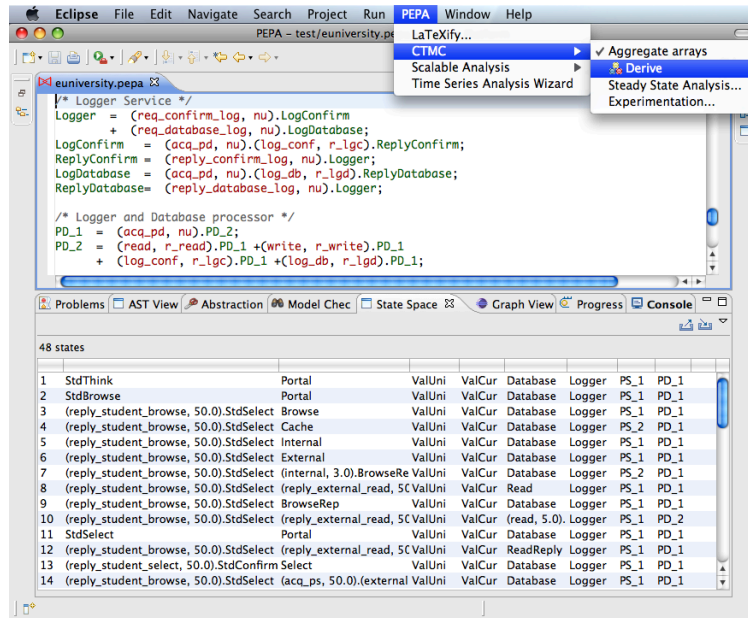 Eclipse File Edit Navigate Search Project Run PEPA Window Help
PEPA – test/euniversity.pe
LaTeXify...
CTMC
Scalable Analysis
Time Series Analysis Wizard
✓ Aggregate arrays
Derive
Steady State Analysis...
Experimentation...
euniversity.pepa
/* Logger Service */
Logger = (req_confirm_log, nu).LogConfirm
+ (req_database_log, nu).LogDatabase;
LogConfirm = (acq_pd, nu).(log_conf, r_lgc).ReplyConfirm;
ReplyConfirm = (reply_confirm_log, nu).Logger;
LogDatabase = (acq_pd, nu).(log_db, r_lgd).ReplyDatabase;
ReplyDatabase= (reply_database_log, nu).Logger;
/* Logger and Database processor */
PD_1 = (acq_pd, nu).PD_2;
PD_2 = (read, r_read).PD_1 +(write, r_write).PD_1
+ (log_conf, r_lgc).PD_1 +(log_db, r_lgd).PD_1;
Problems AST View Abstraction Model Chec State Space Graph View Progress Console
48 states
1 StdThink Portal ValUni ValCur Database Logger PS_1 PD_1
2 StdBrowse Portal ValUni ValCur Database Logger PS_1 PD_1
3 (reply_student_browse, 50.0).StdSelect Browse ValUni ValCur Database Logger PS_1 PD_1
4 (reply_student_browse, 50.0).StdSelect Cache ValUni ValCur Database Logger PS_2 PD_1
5 (reply_student_browse, 50.0).StdSelect Internal ValUni ValCur Database Logger PS_1 PD_1
6 (reply_student_browse, 50.0).StdSelect External ValUni ValCur Database Logger PS_1 PD_1
7 (reply_student_browse, 50.0).StdSelect (internal, 3.0).BrowseRe ValUni ValCur Database Logger PS_2 PD_1
8 (reply_student_browse, 50.0).StdSelect (reply_external_read, 5( ValUni ValCur Read Logger PS_1 PD_1
9 (reply_student_browse, 50.0).StdSelect BrowseRep ValUni ValCur Database Logger PS_1 PD_1
10 (reply_student_browse, 50.0).StdSelect (reply_external_read, 5( ValUni ValCur (read, 5.0). Logger PS_1 PD_2
11 StdSelect Portal ValUni ValCur Database Logger PS_1 PD_1
12 (reply_student_browse, 50.0).StdSelect (reply_external_read, 5( ValUni ValCur ReadReply Logger PS_1 PD_1
13 (reply_student_select, 50.0).StdConfirm Select ValUni ValCur Database Logger PS_1 PD_1
14 (reply_student_browse, 50.0).StdSelect (acq_ps, 50.0).(external ValUni ValCur Database Logger PS_1 PD_1